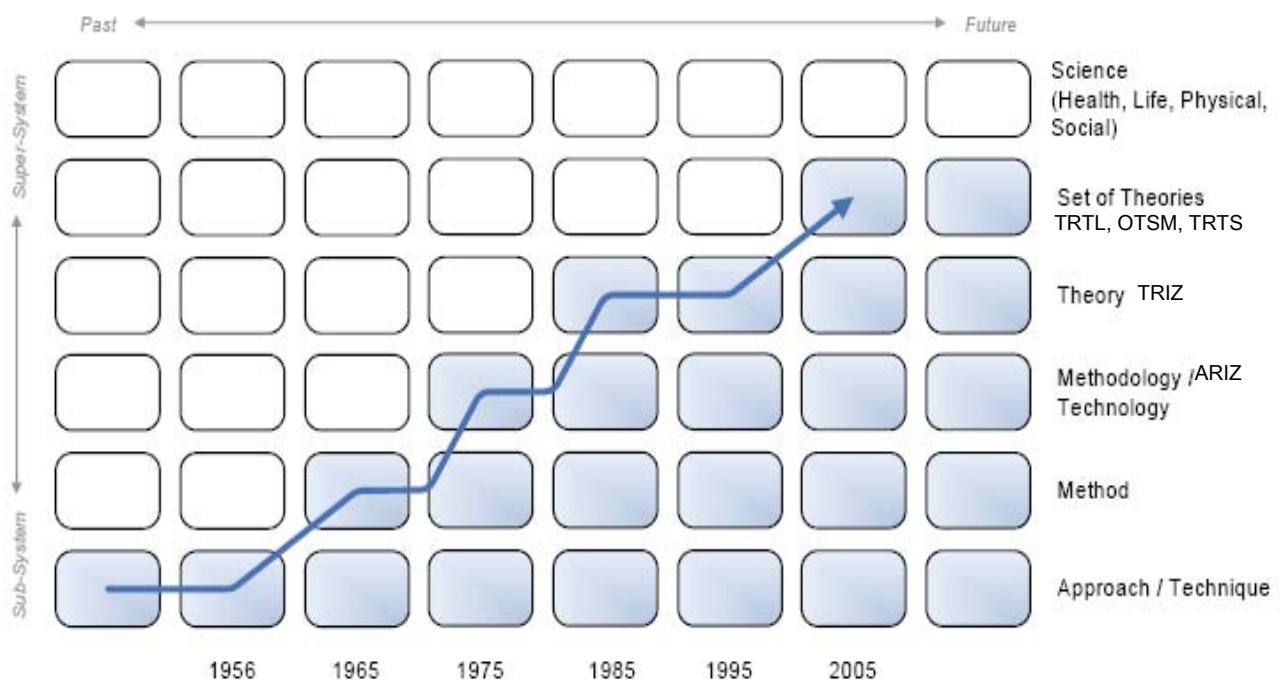 Past Future
Super-System
Sub-System
Science
(Health, Life, Physical,
Social)
Set of Theories
TRTL, OTSM, TRTS
Theory TRIZ
Methodology /ARIZ
Technology
Method
Approach / Technique
1956 1965 1975 1985 1995 2005